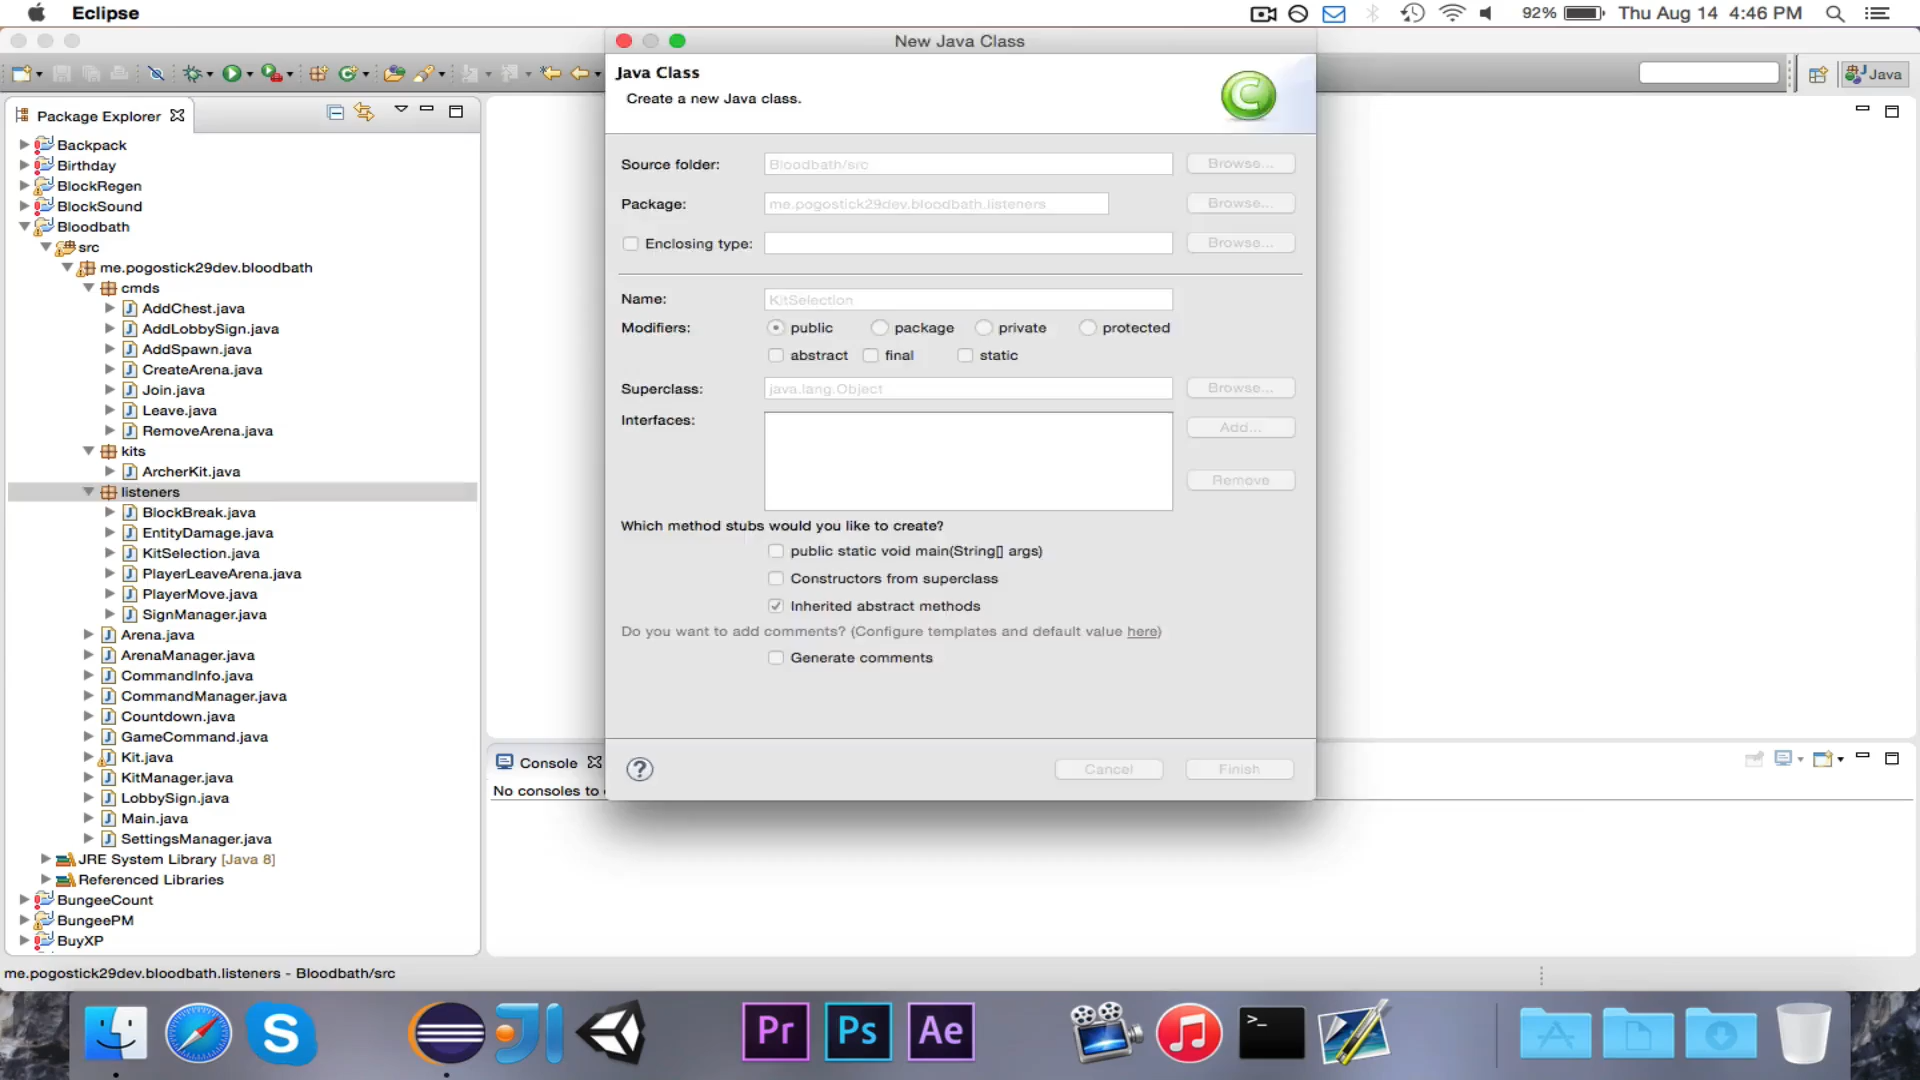 Eclipse
92%
Thu Aug 14 4:46 PM
New Java Class
Java
Java Class
Create a new Java class.
Package Explorer
Backpack
Birthday
BlockRegen
BlockSound
Bloodbath
src
me.pogostick29dev.bloodbath
cmds
AddChest.java
AddLobbySign.java
AddSpawn.java
CreateArena.java
Join.java
Leave.java
RemoveArena.java
kits
ArcherKit.java
listeners
BlockBreak.java
EntityDamage.java
KitSelection.java
PlayerLeaveArena.java
PlayerMove.java
SignManager.java
Arena.java
ArenaManager.java
CommandInfo.java
CommandManager.java
Countdown.java
GameCommand.java
Kit.java
KitManager.java
LobbySign.java
Main.java
SettingsManager.java
JRE System Library [Java 8]
Referenced Libraries
BungeeCount
BungeePM
BuyXP
Source folder: Bloodbath/src Browse...
Package: me.pogostick29dev.bloodbath.listeners Browse...
Enclosing type: Browse...
Name: KitSelection
Modifiers: public package private protected
abstract final static
Superclass: java.lang.Object Browse...
Interfaces: Add...
Remove
Which method stubs would you like to create?
public static void main(String[] args)
Constructors from superclass
Inherited abstract methods
Do you want to add comments? (Configure templates and default value here)
Generate comments
? Cancel Finish
Console
No consoles to
me.pogostick29dev.bloodbath.listeners - Bloodbath/src
S
Pr
Ps
Ae
>_